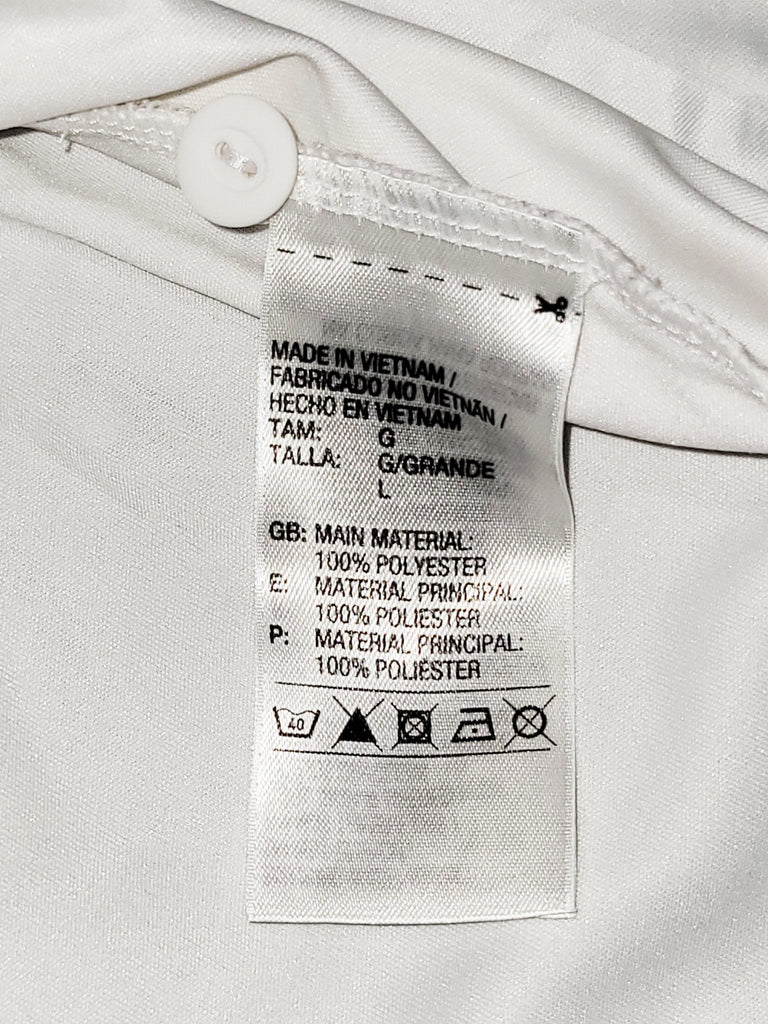 MADE IN VIETNAM /
FABRICADO NO VIETNÃN /
HECHO EN VIETNAM
TAM: G
TALLA: G/GRANDE
L
GB: MAIN MATERIAL:
100% POLYESTER
E: MATERIAL PRINCIPAL:
100% POLIESTER
P: MATERIAL PRINCIPAL:
100% POLIÉSTER
40